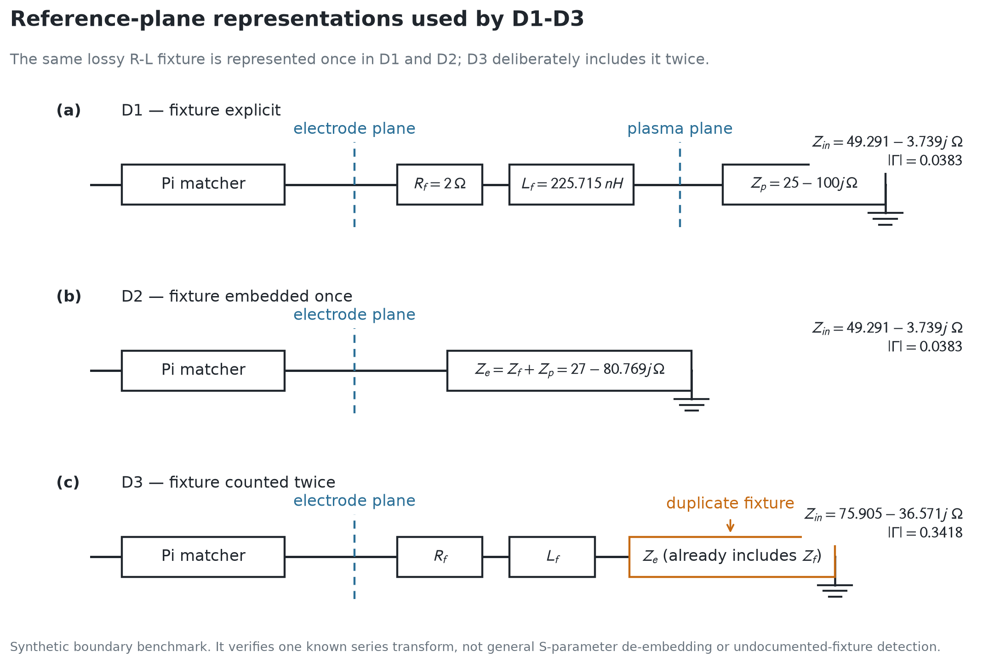 Reference-plane representations used by D1-D3
The same lossy R-L fixture is represented once in D1 and D2; D3 deliberately includes it twice.
(a) D1 — fixture explicit
electrode plane
plasma plane
Z_in = 49.291 − 3.739j Ω
|Γ| = 0.0383
Pi matcher
R_f = 2 Ω
L_f = 225.715 nH
Z_p = 25 − 100j Ω
(b) D2 — fixture embedded once
electrode plane
Z_in = 49.291 − 3.739j Ω
|Γ| = 0.0383
Pi matcher
Z_e = Z_f + Z_p = 27 − 80.769j Ω
(c) D3 — fixture counted twice
electrode plane
duplicate fixture
Z_in = 75.905 − 36.571j Ω
|Γ| = 0.3418
Pi matcher
R_f
L_f
Z_e (already includes Z_f)
Synthetic boundary benchmark. It verifies one known series transform, not general S-parameter de-embedding or undocumented-fixture detection.